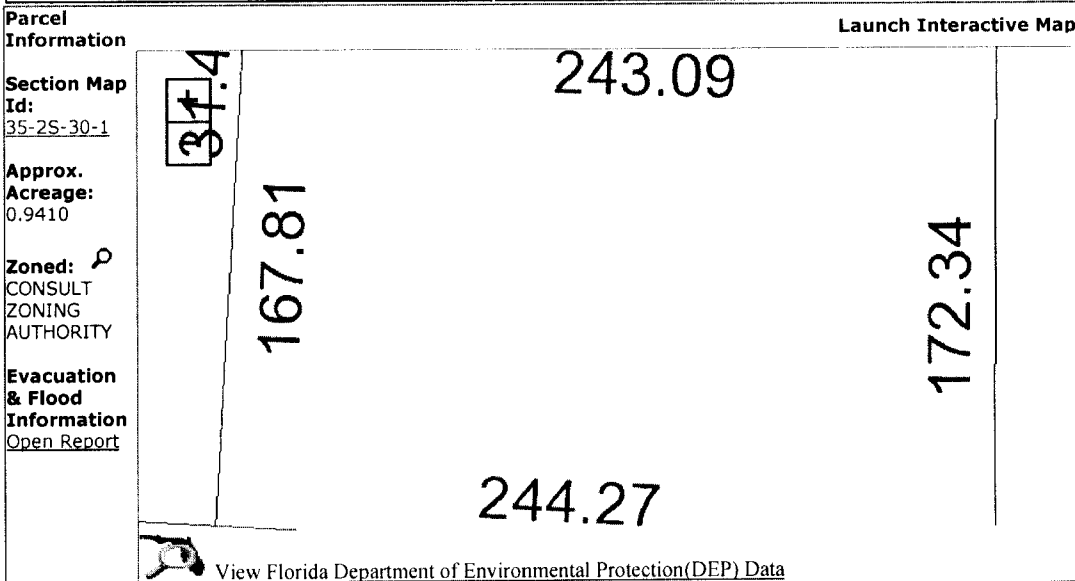 Parcel
Information
Launch Interactive Map
Section Map
Id:
35-2S-30-1
Approx.
Acreage:
0.9410
Zoned:
CONSULT
ZONING
AUTHORITY
Evacuation
& Flood
Information
Open Report
243.09
167.81
172.34
244.27
View Florida Department of Environmental Protection(DEP) Data